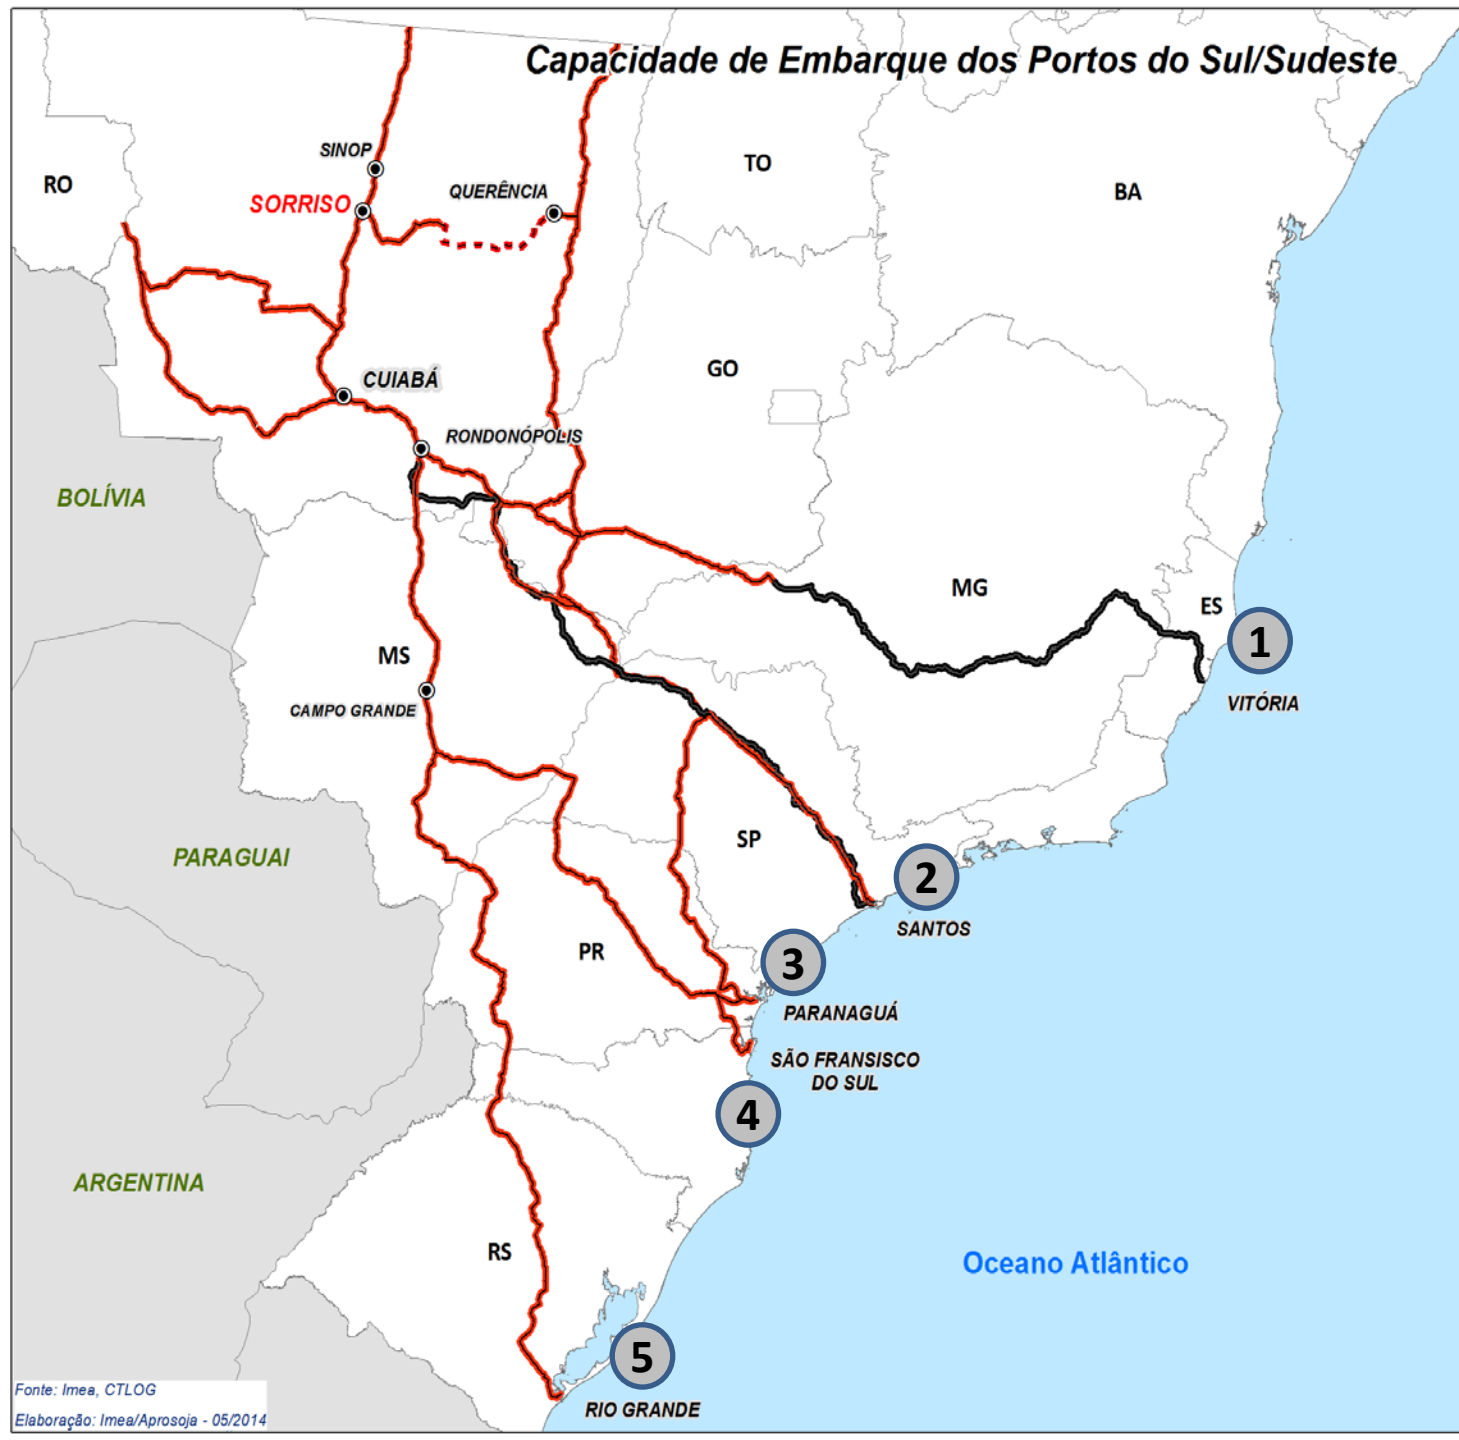 Capacidade de Embarque dos Portos do Sul/Sudeste
SINOP
TO
RO
QUERÊNCIA
BA
SORRISO
GO
CUIABÁ
RONDONÓPOLIS
BOLÍVIA
MG
ES
1
MS
VITÓRIA
CAMPO GRANDE
SP
PARAGUAI
2
SANTOS
PR
3
PARANAGUÁ
SÃO FRANSISCO
DO SUL
4
ARGENTINA
RS
Oceano Atlântico
5
RIO GRANDE
Fonte: Imea, CTLOG
Elaboração: Imea/Aprosoja - 05/2014